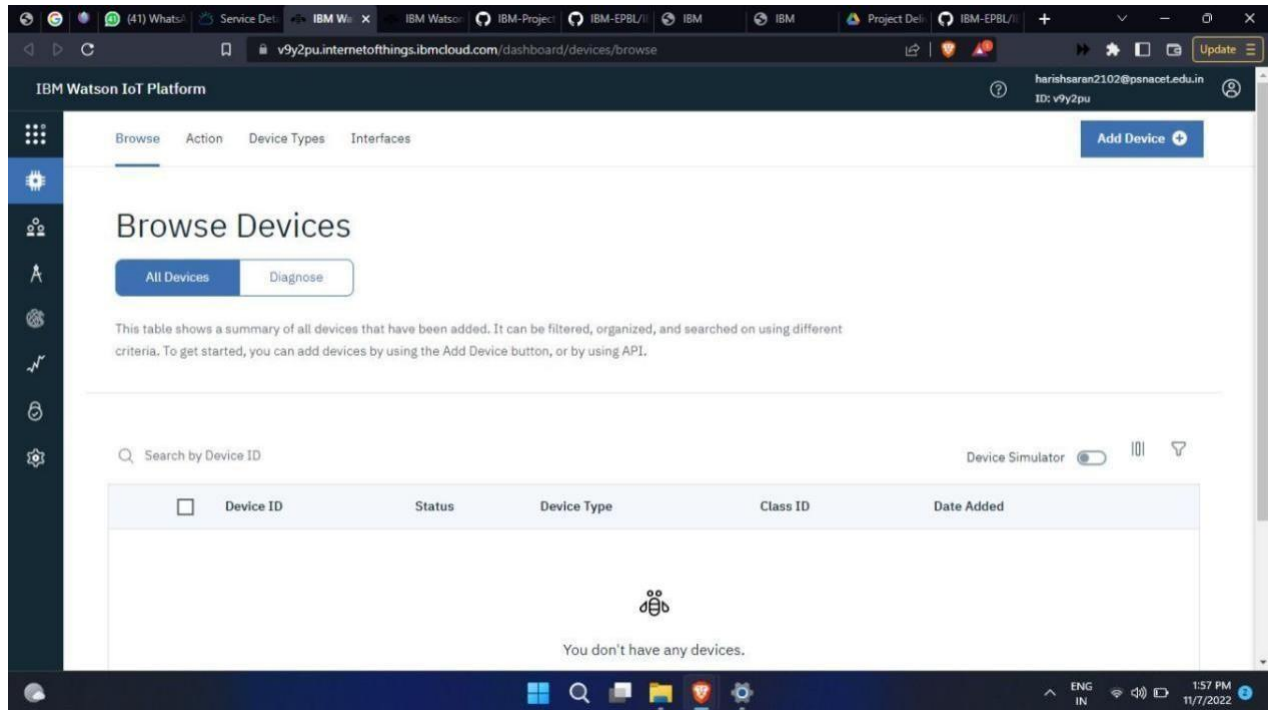 (41) WhatsA
Service Deta
IBM Wa
IBM Watson
IBM-Project
IBM-EPBL/I
IBM
IBM
Project Deli
IBM-EPBL/I
v9y2pu.internetofthings.ibmcloud.com/dashboard/devices/browse
Update
IBM Watson IoT Platform
harishsaran2102@psnacet.edu.in
ID: v9y2pu
Browse Action Device Types Interfaces
Add Device
Browse Devices
All Devices Diagnose
This table shows a summary of all devices that have been added. It can be filtered, organized, and searched on using different
criteria. To get started, you can add devices by using the Add Device button, or by using API.
Search by Device ID
Device Simulator
Device ID Status Device Type Class ID Date Added
You don't have any devices.
ENG
IN
1:57 PM
11/7/2022
2